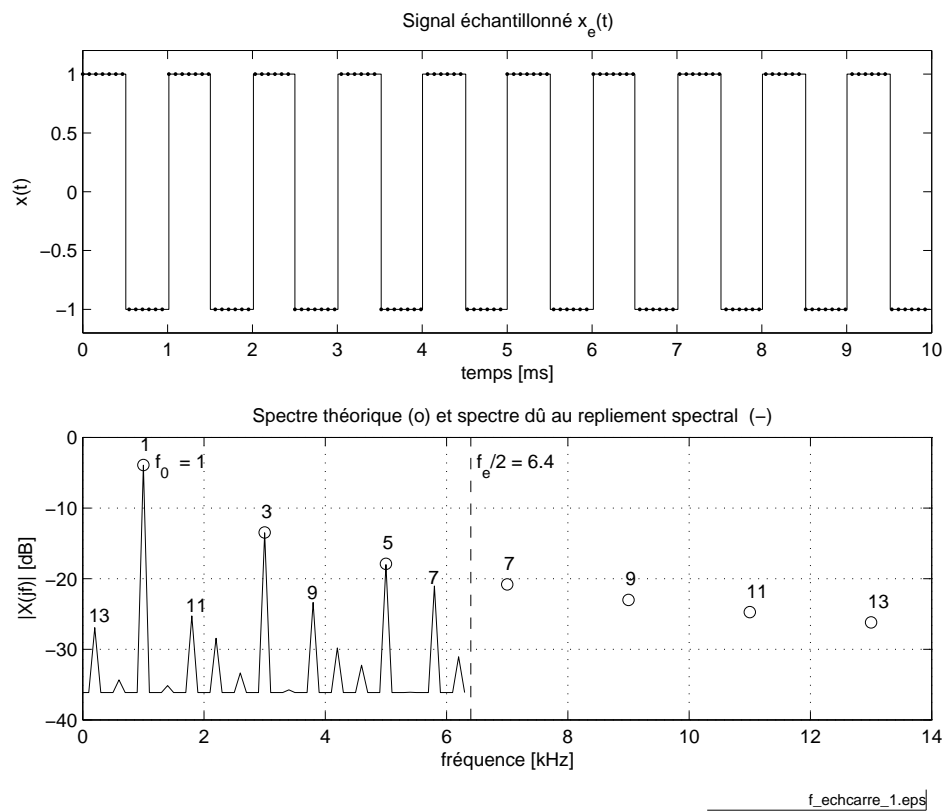 Signal échantillonné x_e(t)
1
0.5
0
−0.5
−1
x(t)
0 1 2 3 4 5 6 7 8 9 10
temps [ms]
Spectre théorique (o) et spectre dû au repliement spectral (−)
0
−10
−20
−30
−40
|X(jf)| [dB]
1
f_0 = 1
f_e/2 = 6.4
3
5
7
7
9
9
11
11
13
13
0 2 4 6 8 10 12 14
fréquence [kHz]
f_echcarre_1.eps